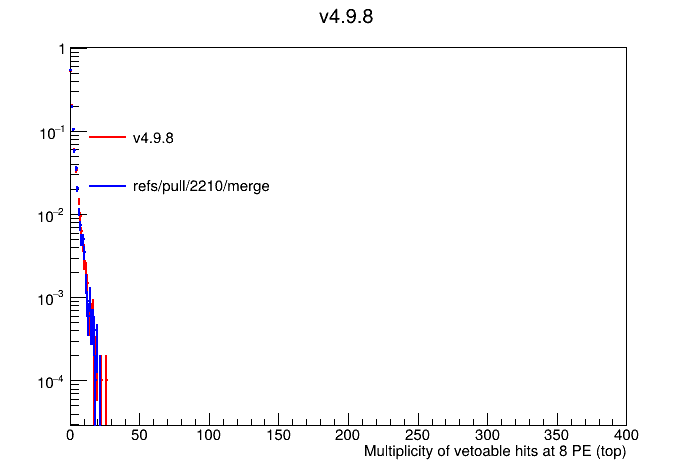 v4.9.8
1
10⁻¹
10⁻²
10⁻³
10⁻⁴
v4.9.8
refs/pull/2210/merge
0 50 100 150 200 250 300 350 400
Multiplicity of vetoable hits at 8 PE (top)